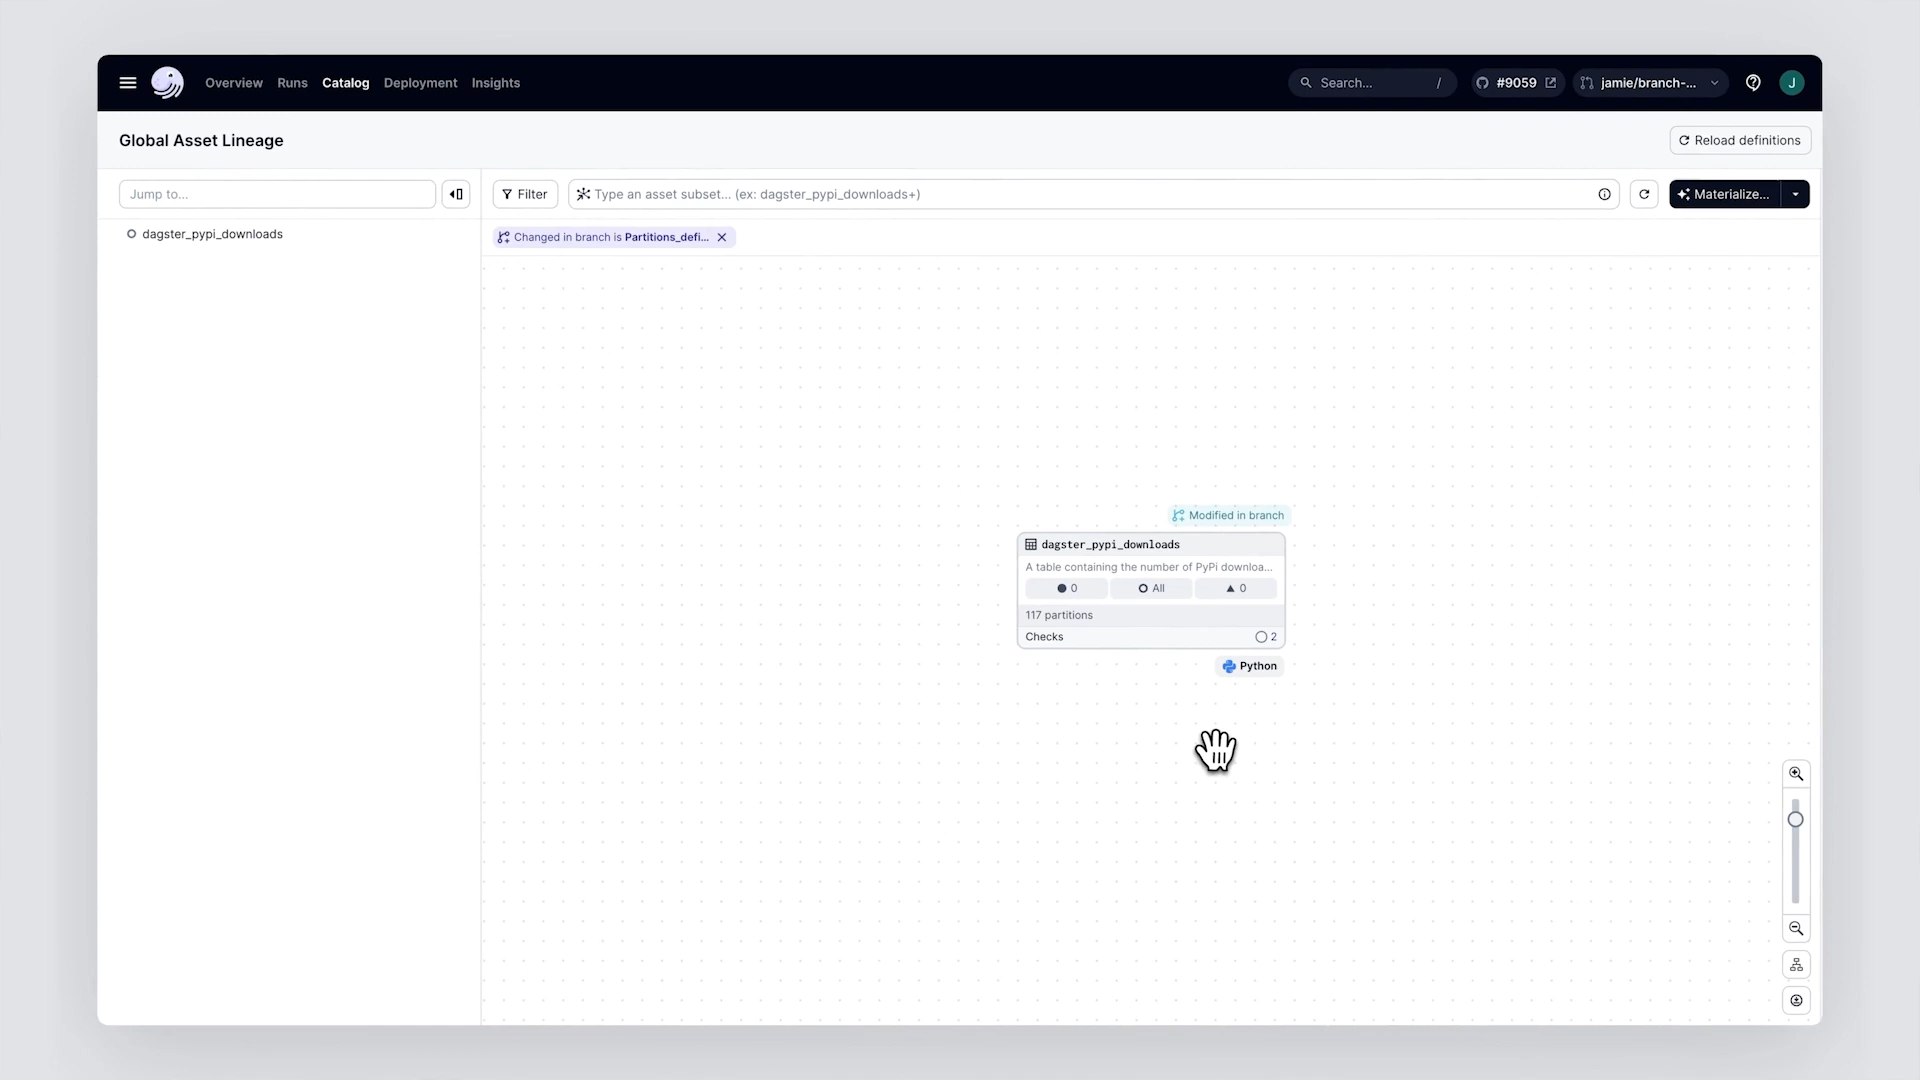 Overview Runs Catalog Deployment Insights Search... / #9059 jamie/branch-... J
Global Asset Lineage Reload definitions
Jump to... Filter Type an asset subset... (ex: dagster_pypi_downloads+) Materialize...
dagster_pypi_downloads
Changed in branch is Partitions_defi...
Modified in branch
dagster_pypi_downloads
A table containing the number of PyPi downloa...
0 All 0
117 partitions
Checks 2
Python